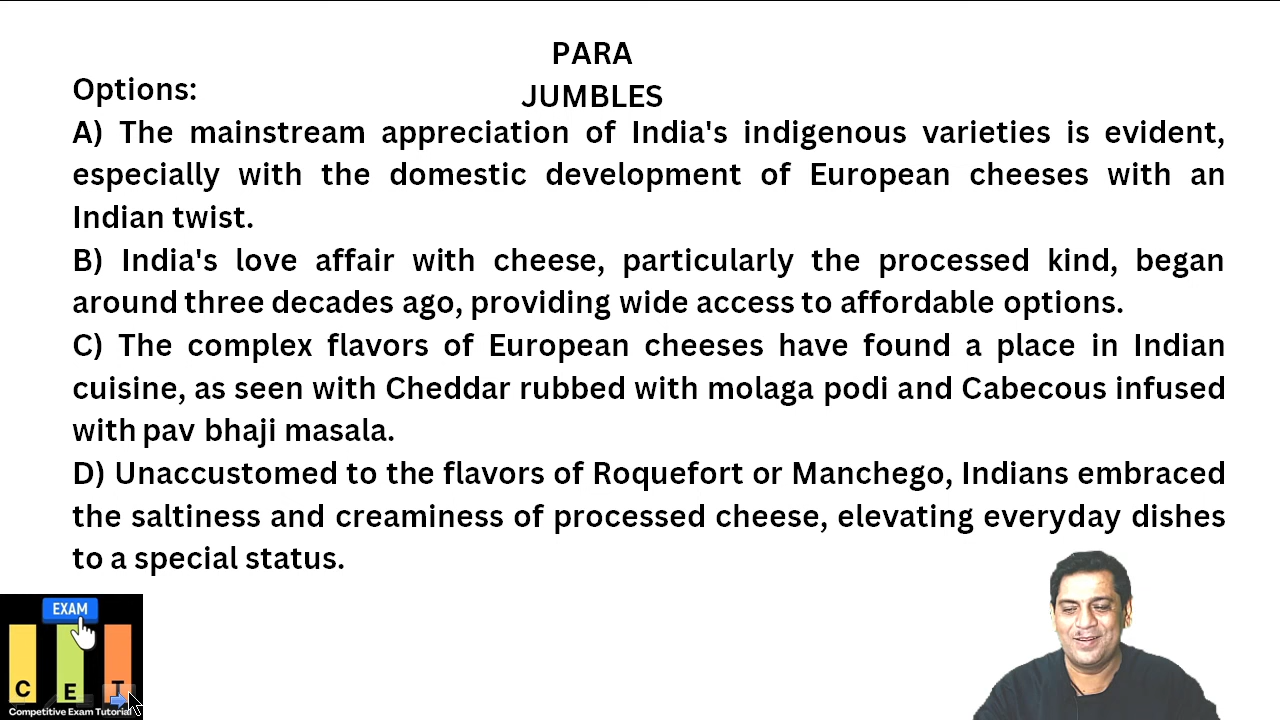 PARA
JUMBLES
Options:
A) The mainstream appreciation of India's indigenous varieties is evident,
especially with the domestic development of European cheeses with an
Indian twist.
B) India's love affair with cheese, particularly the processed kind, began
around three decades ago, providing wide access to affordable options.
C) The complex flavors of European cheeses have found a place in Indian
cuisine, as seen with Cheddar rubbed with molaga podi and Cabecous infused
with pav bhaji masala.
D) Unaccustomed to the flavors of Roquefort or Manchego, Indians embraced
the saltiness and creaminess of processed cheese, elevating everyday dishes
to a special status.
EXAM
C E T
Competitive Exam Tutorial